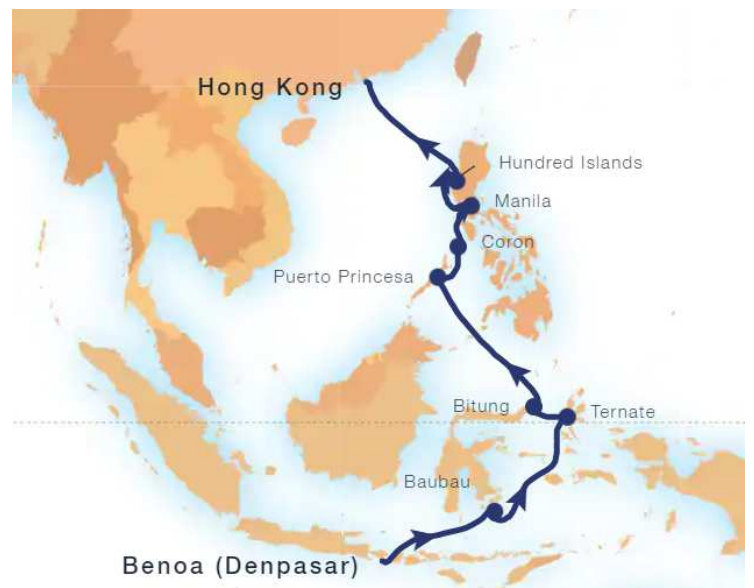 Hong Kong
Hundred Islands
Manila
Coron
Puerto Princesa
Bitung
Ternate
Baubau
Benoa (Denpasar)